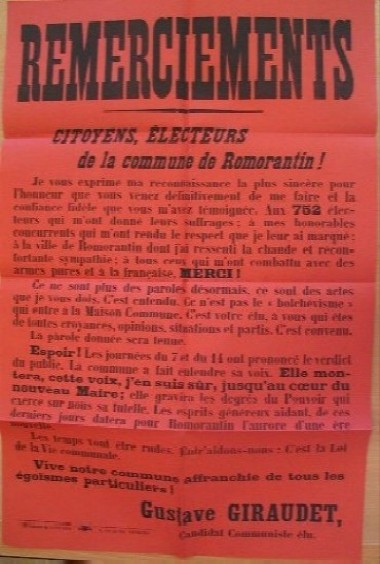 REMERCIEMENTS
CITOYENS, ÉLECTEURS
de la commune de Romorantin !
Je vous exprime ma reconnaissance la plus sincère pour
l'honneur que vous venez définitivement de me faire et la
confiance fidèle que vous m'avez témoignée. Aux 752 élec-
teurs qui m'ont donné leurs suffrages ; à mes honorables
concurrents qui m'ont rendu le respect que je leur ai marqué ;
à la ville de Romorantin dont j'ai ressenti la chaude et récon-
fortante sympathie ; à tous ceux qui m'ont combattu avec des
armes pures et à la française, MERCI !
Ce ne sont plus des paroles désormais, ce sont des actes
que je vous dois. C'est entendu. Ce n'est pas le « bolchevisme »
qui entre à la Maison Commune. C'est votre élu, à vous qui êtes
de toutes croyances, opinions, situations et partis. C'est convenu.
La parole donnée sera tenue.
Espoir ! Les journées du 7 et du 14 ont prononcé le verdict
du public. La commune a fait entendre sa voix. Elle mon-
tera, cette voix, j'en suis sûr, jusqu'au cœur du
nouveau Maire ; elle gravira les degrés du Pouvoir qui
exerce sur nous sa tutelle. Les esprits généreux aidant, de ces
derniers jours datera pour Romorantin l'aurore d'une ère
nouvelle.
Les temps vont être rudes. Entr'aidons-nous : C'est la Loi
de la Vie communale.
Vive notre commune affranchie de tous les
égoïsmes particuliers !
Gustave GIRAUDET,
Candidat Communiste élu.